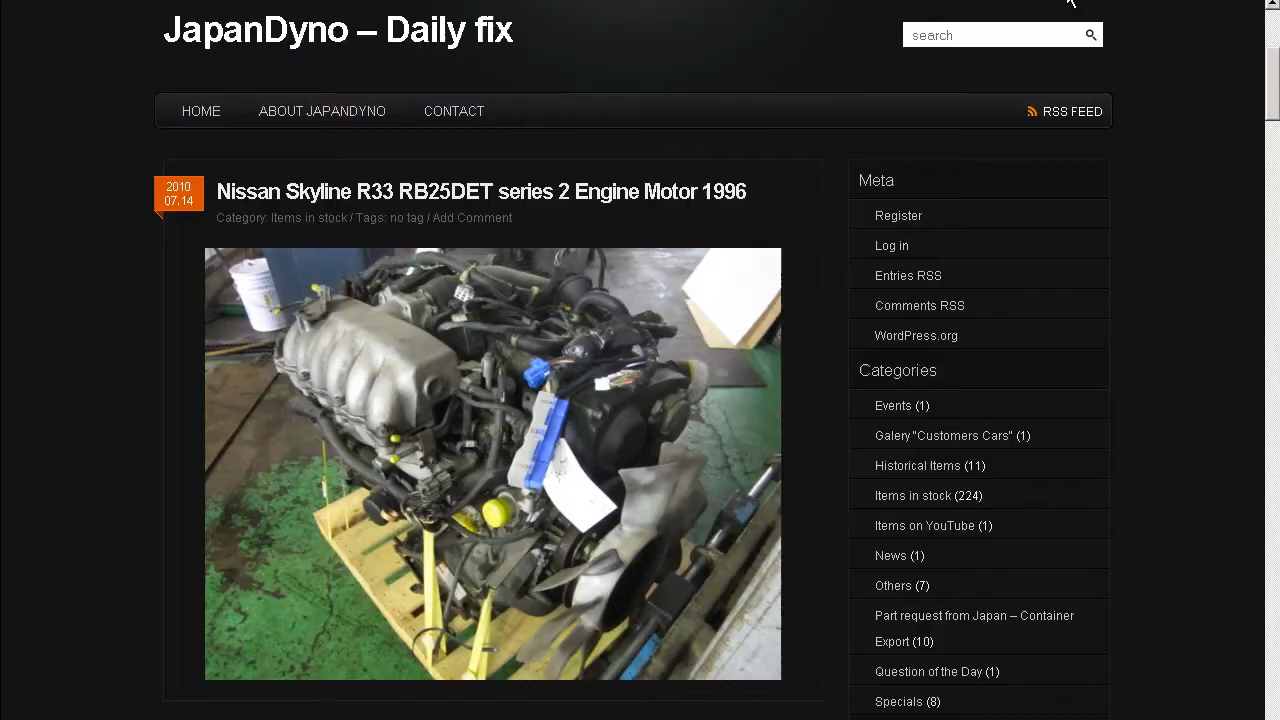 JapanDyno – Daily fix
search
HOME
ABOUT JAPANDYNO
CONTACT
RSS FEED
2010
07.14
Nissan Skyline R33 RB25DET series 2 Engine Motor 1996
Category: Items in stock / Tags: no tag / Add Comment
Meta
Register
Log in
Entries RSS
Comments RSS
WordPress.org
Categories
Events (1)
Galery "Customers Cars" (1)
Historical Items (11)
Items in stock (224)
Items on YouTube (1)
News (1)
Others (7)
Part request from Japan – Container
Export (10)
Question of the Day (1)
Specials (8)